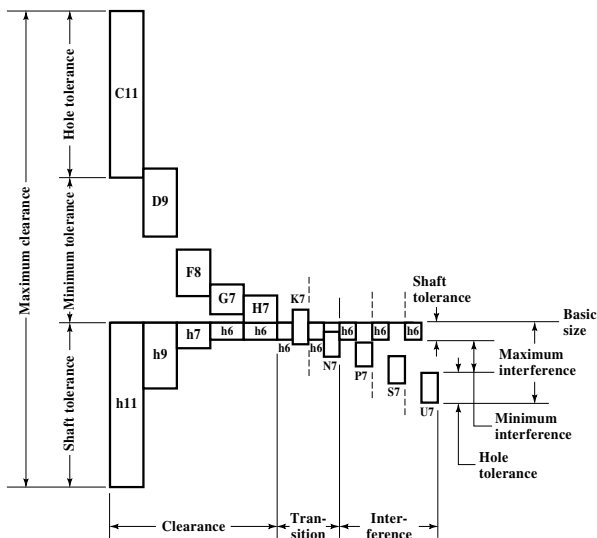 Maximum clearance
Hole tolerance
Minimum tolerance
Shaft tolerance
C11
D9
F8
G7
H7
K7
h11
h9
h7
h6
h6
h6
h6
N7
h6
P7
h6
S7
h6
U7
Shaft
tolerance
Basic
size
Maximum
interference
Minimum
interference
Hole
tolerance
Clearance
Tran-
sition
Inter-
ference